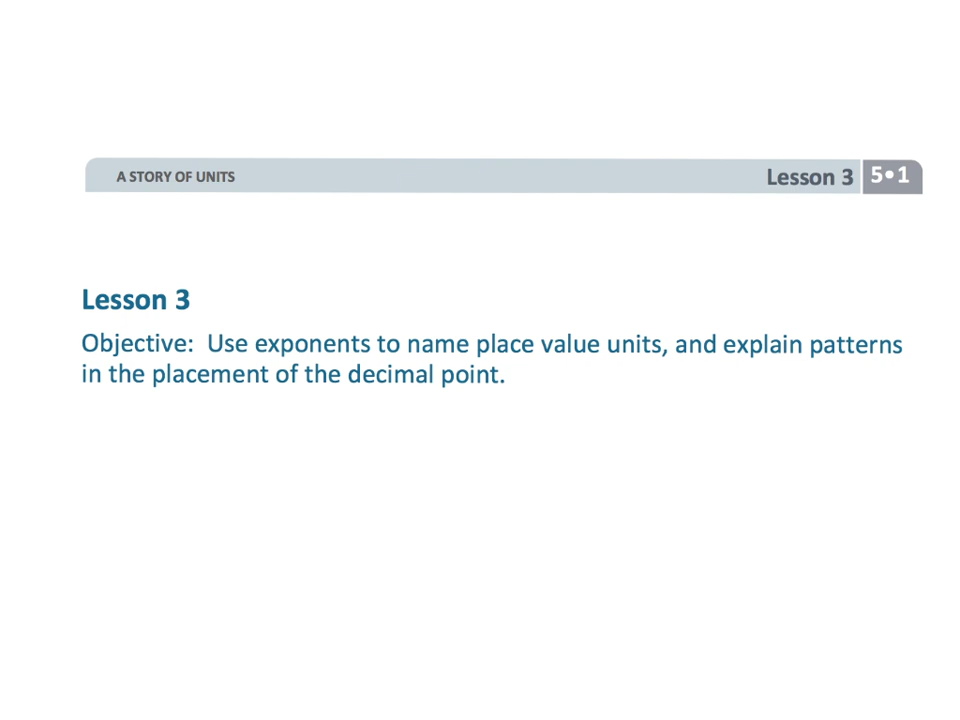 A STORY OF UNITS
Lesson 3 5•1
Lesson 3
Objective: Use exponents to name place value units, and explain patterns
in the placement of the decimal point.